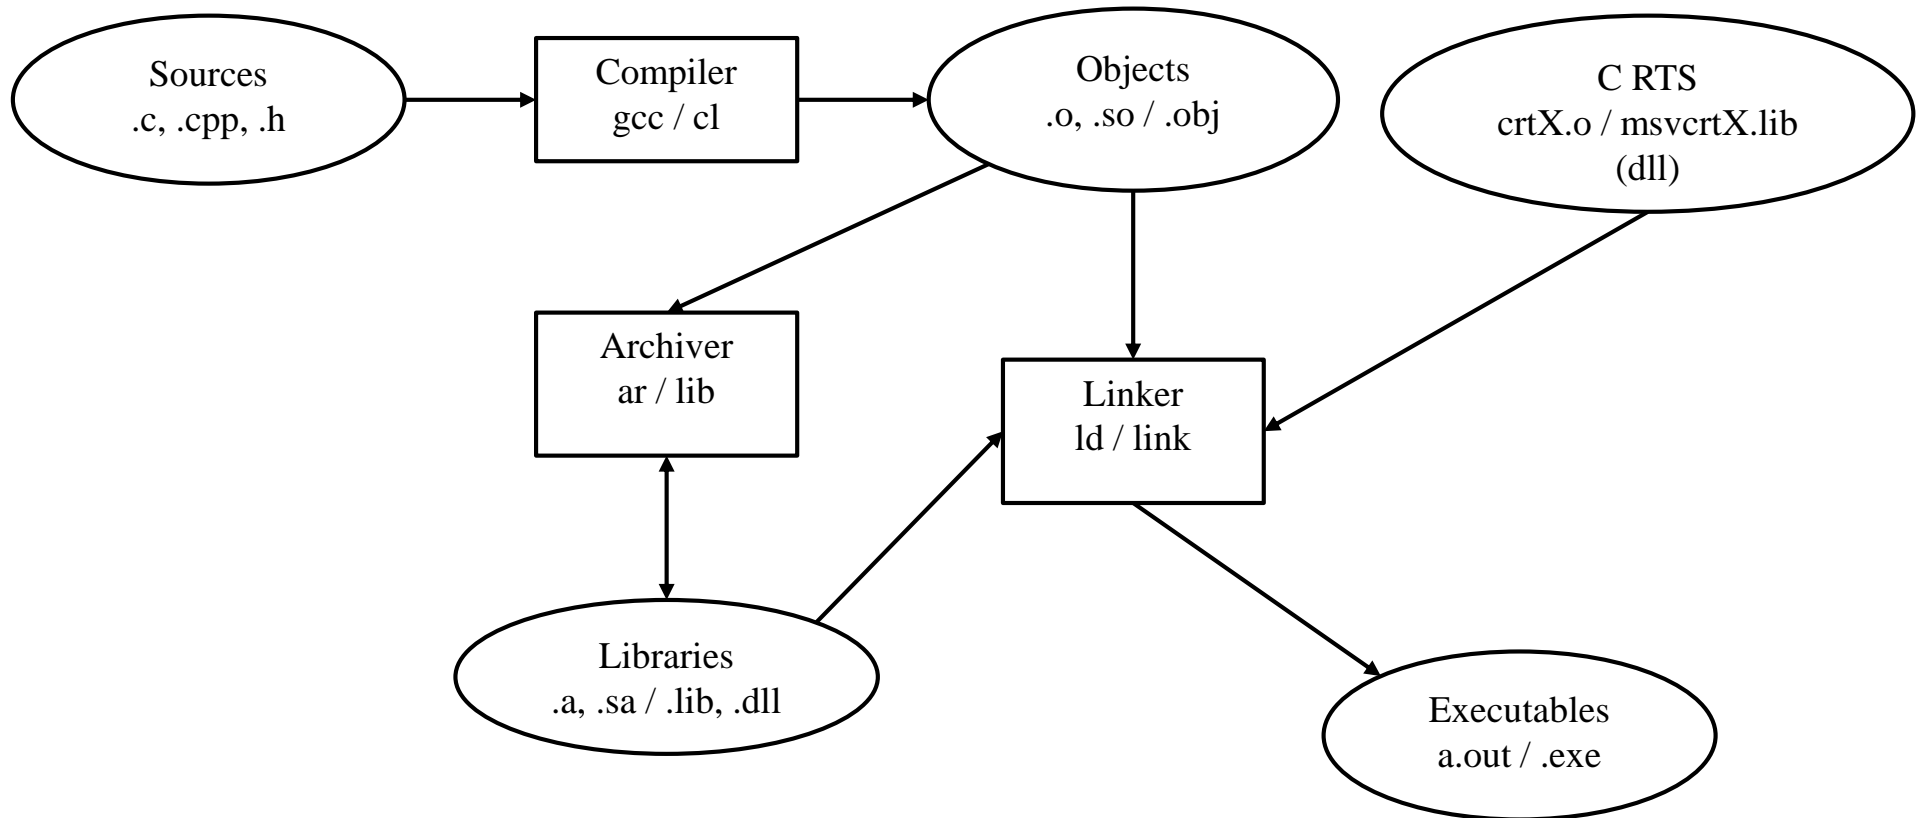 Sources
.c, .cpp, .h
Compiler
gcc / cl
Objects
.o, .so / .obj
C RTS
crtX.o / msvcrtX.lib
(dll)
Archiver
ar / lib
Linker
ld / link
Libraries
.a, .sa / .lib, .dll
Executables
a.out / .exe